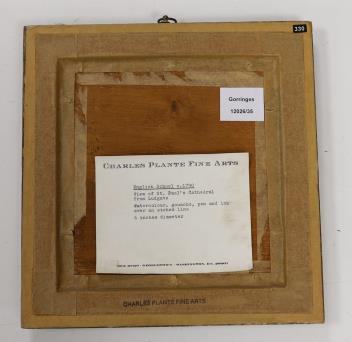 330
Gorringes
12026/35
CHARLES PLANTE FINE ARTS
English School c.1790
View of St. Paul's Cathedral
from Ludgate
Watercolour, gouache, pen and ink
over an etched line
6 inches diameter
WASHINGTON, D.C.
CHARLES PLANTE FINE ARTS